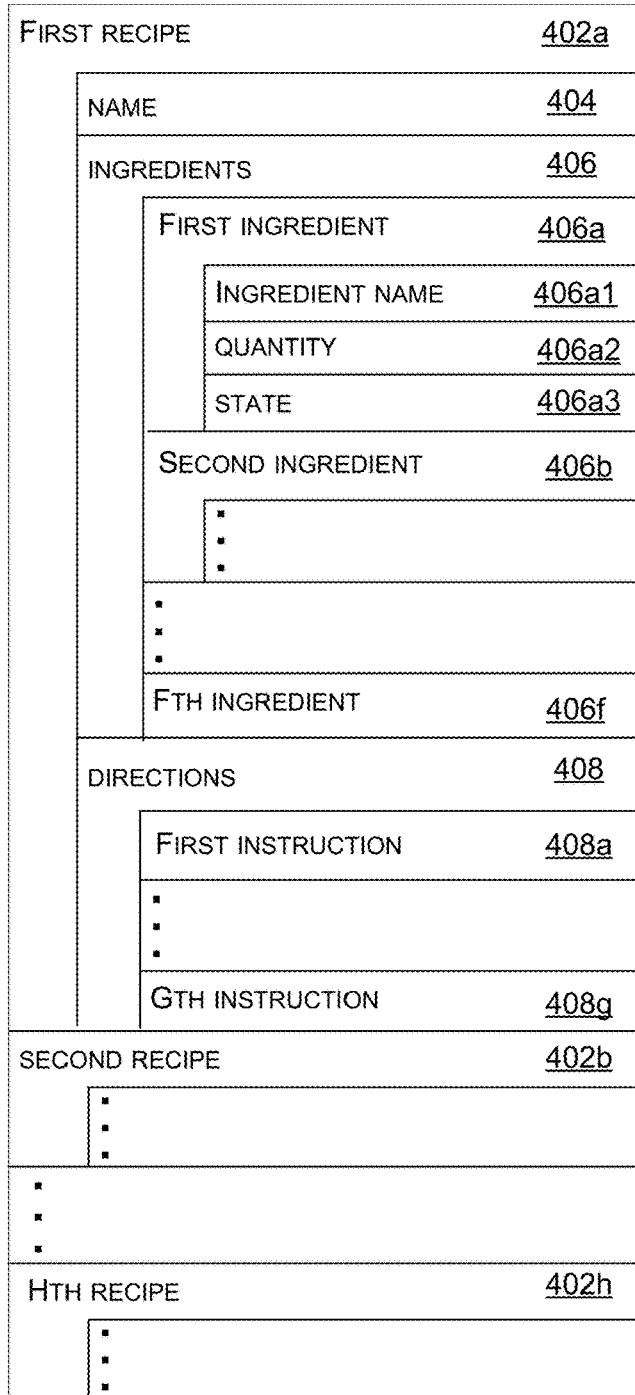 FIRST RECIPE 402a
NAME 404
INGREDIENTS 406
FIRST INGREDIENT 406a
INGREDIENT NAME 406a1
QUANTITY 406a2
STATE 406a3
SECOND INGREDIENT 406b
FTH INGREDIENT 406f
DIRECTIONS 408
FIRST INSTRUCTION 408a
GTH INSTRUCTION 408g
SECOND RECIPE 402b
HTH RECIPE 402h